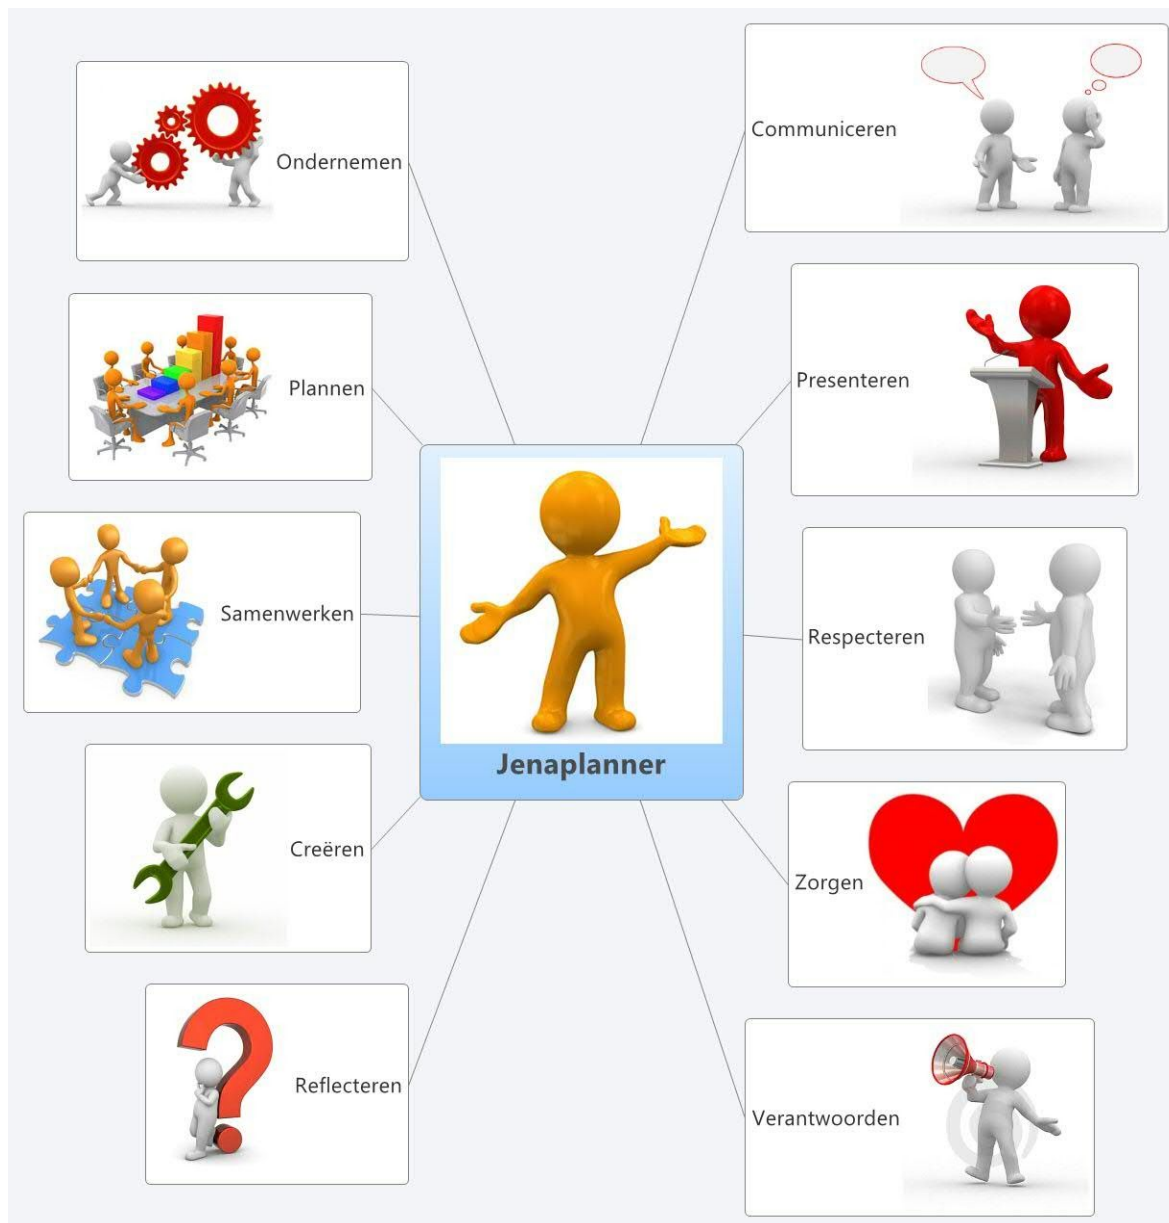 Ondernemen
Plannen
Samenwerken
Creëren
Reflecteren
Jenaplanner
Communiceren
Presenteren
Respecteren
Zorgen
Verantwoorden